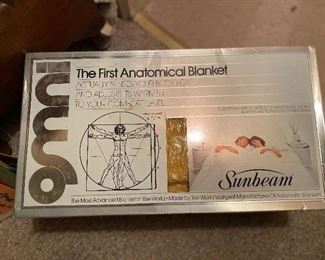 omni
The First Anatomical Blanket
ACTUALLY SENSES YOUR BODY HEAT
AND ADJUSTS ITS WARMTH
TO YOUR COMFORT LEVEL
Sunbeam
The Most Advanced Blanket in the World • Made by The World's Largest Manufacturer Of Automatic Blankets